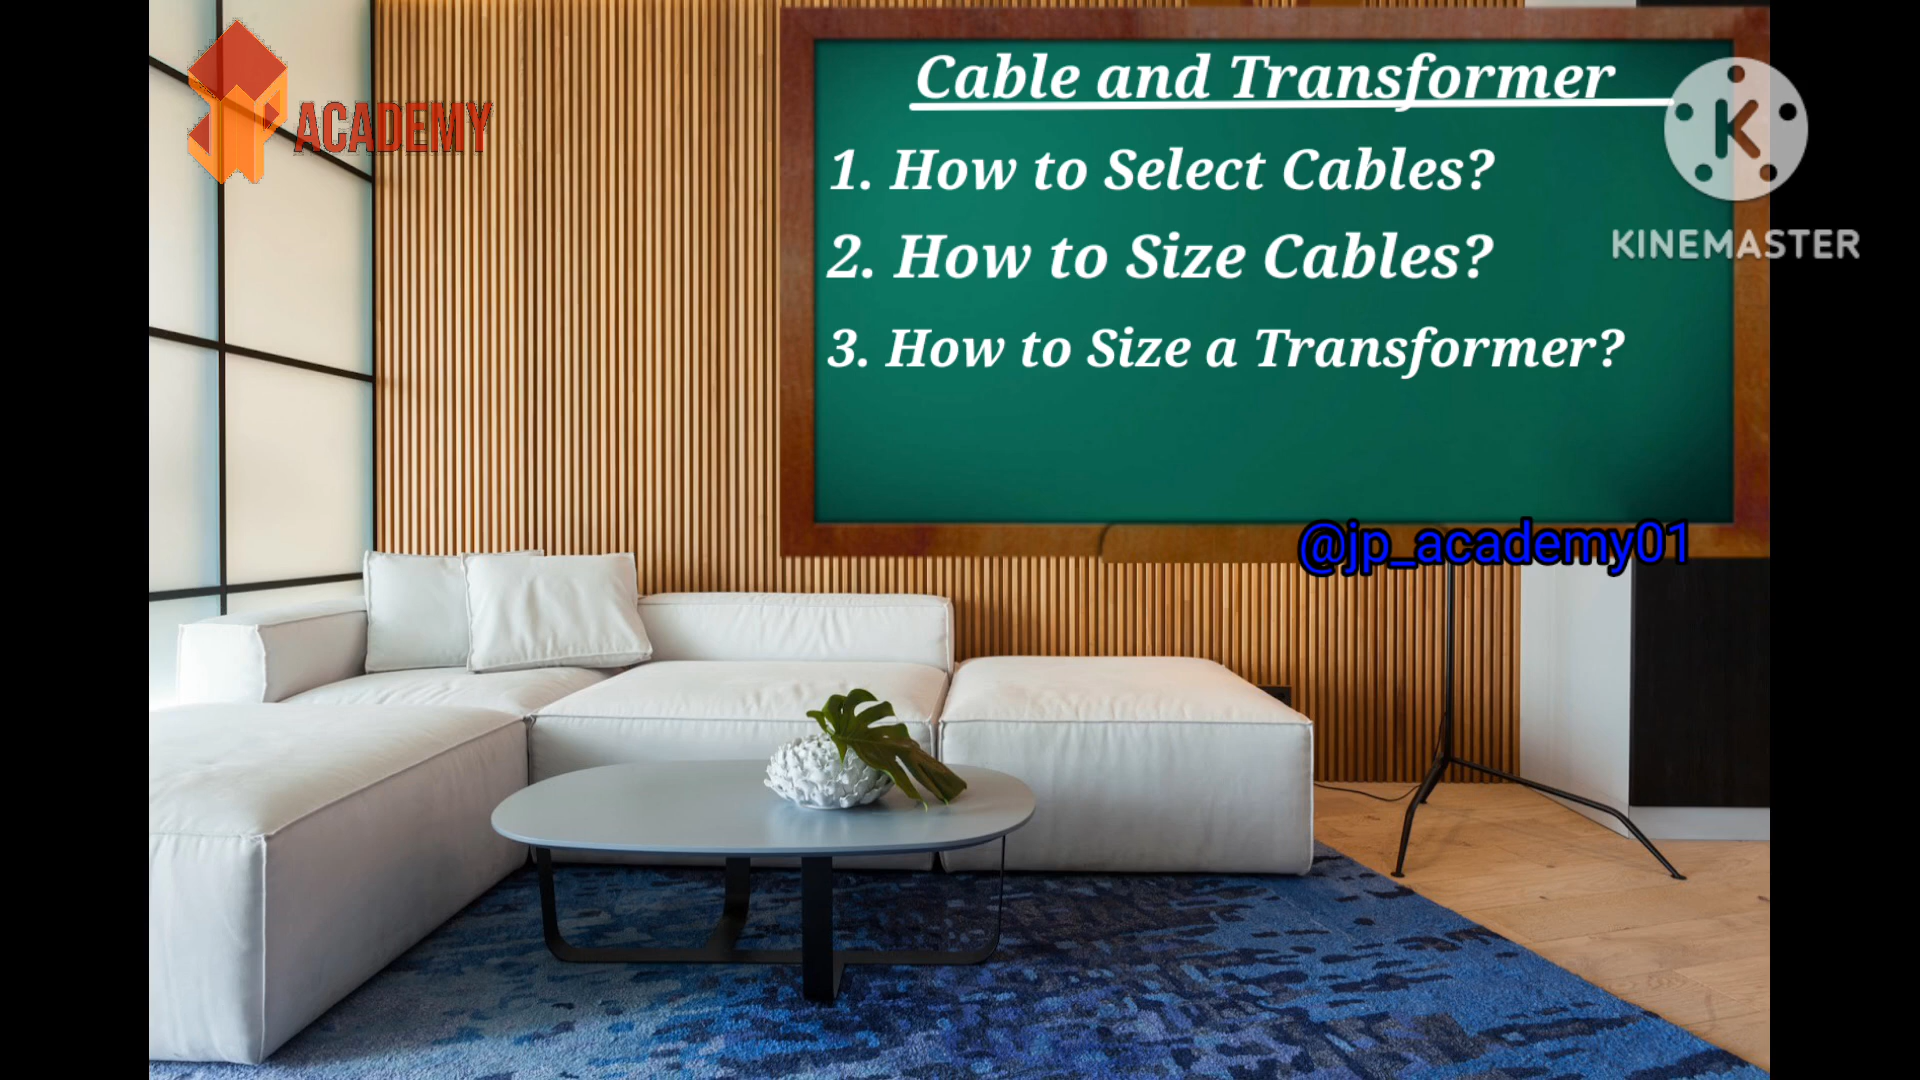 ACADEMY
Cable and Transformer
1. How to Select Cables?
2. How to Size Cables?
3. How to Size a Transformer?
KINEMASTER
@jp_academy01